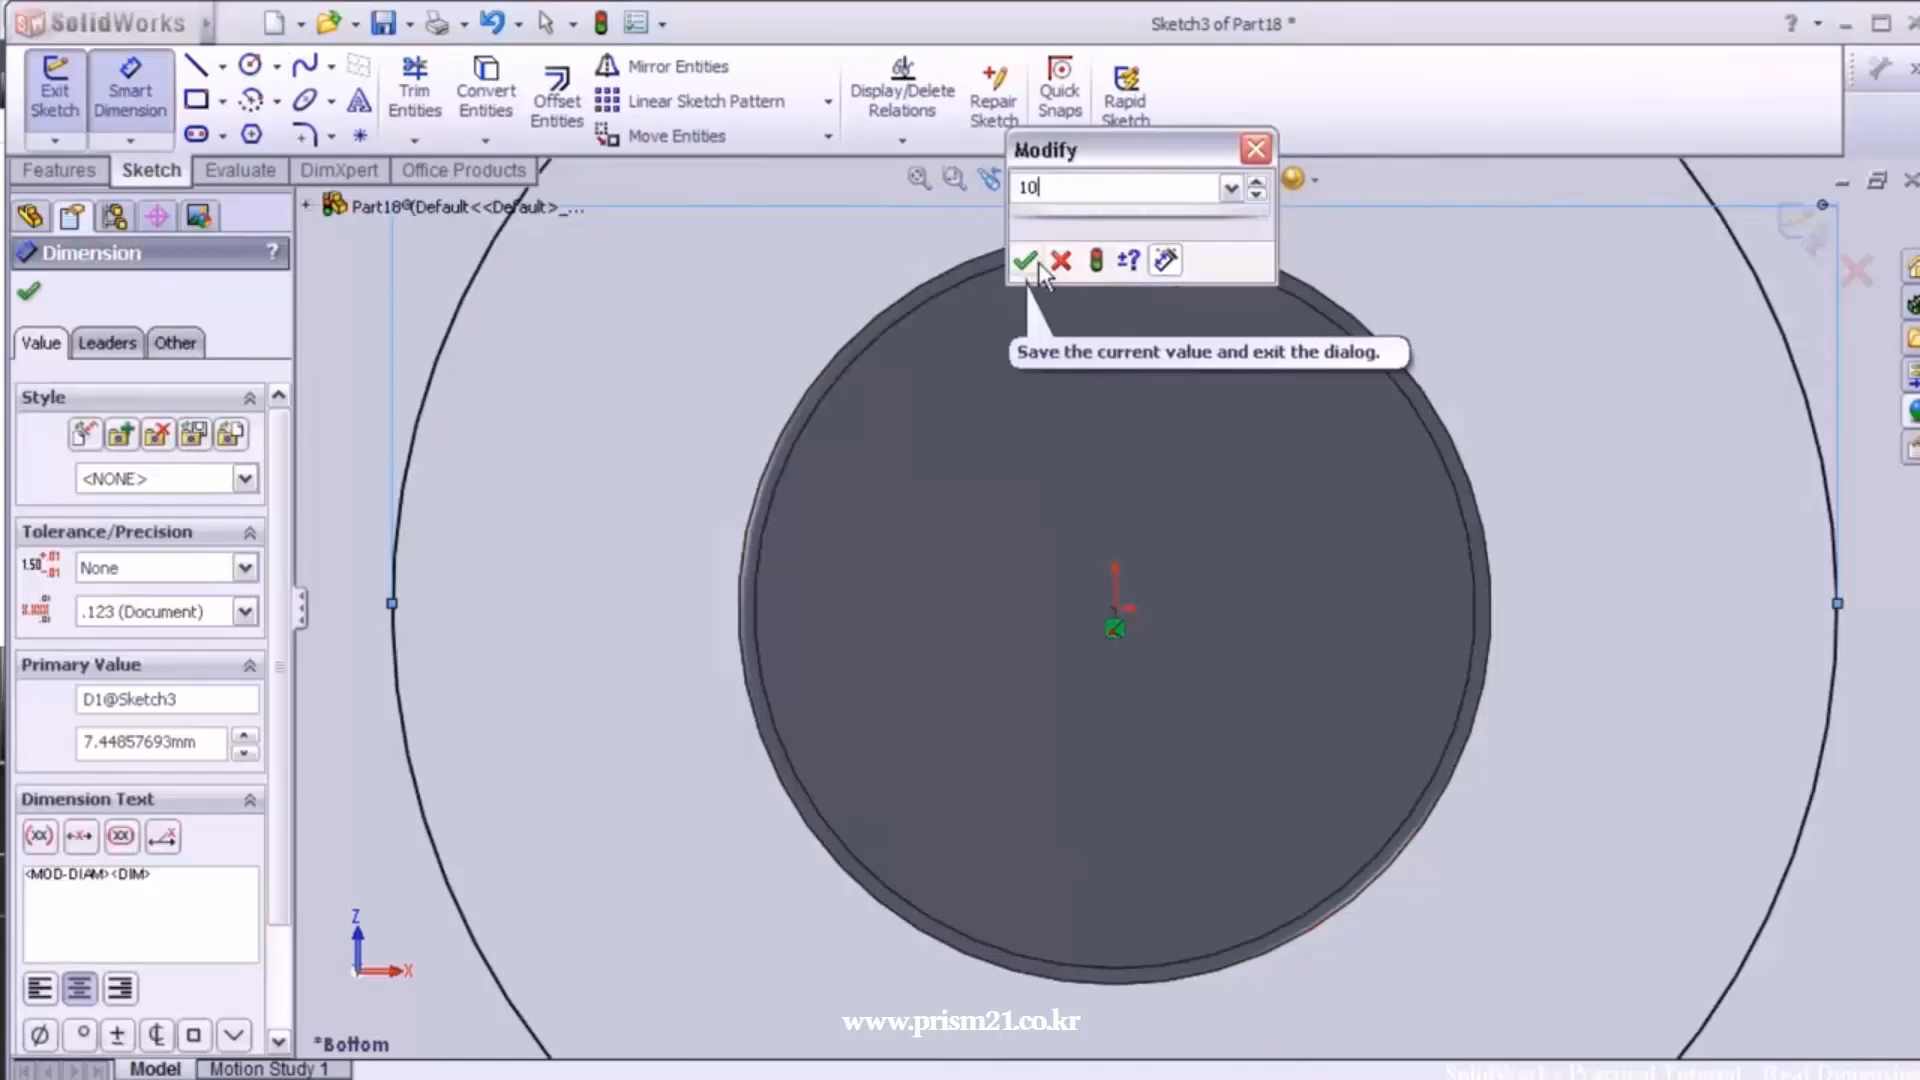 SolidWorks
Sketch3 of Part18 *
Exit Sketch
Smart Dimension
Trim Entities
Convert Entities
Offset Entities
Mirror Entities
Linear Sketch Pattern
Move Entities
Display/Delete Relations
Repair Sketch
Quick Snaps
Rapid Sketch
Features
Sketch
Evaluate
DimXpert
Office Products
Modify
10
Save the current value and exit the dialog.
Part18 (Default<<Default>_...
Dimension
?
Value
Leaders
Other
Style
<NONE>
Tolerance/Precision
None
.123 (Document)
Primary Value
D1@Sketch3
7.44857693mm
Dimension Text
<MOD-DIAM><DIM>
Z
X
*Bottom
www.prism21.co.kr
Model
Motion Study 1